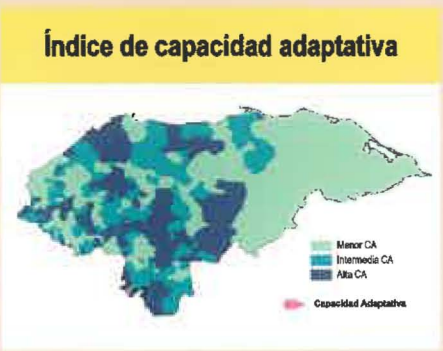 Índice de capacidad adaptativa
Menor CA
Intermedia CA
Alta CA
Capacidad Adaptativa